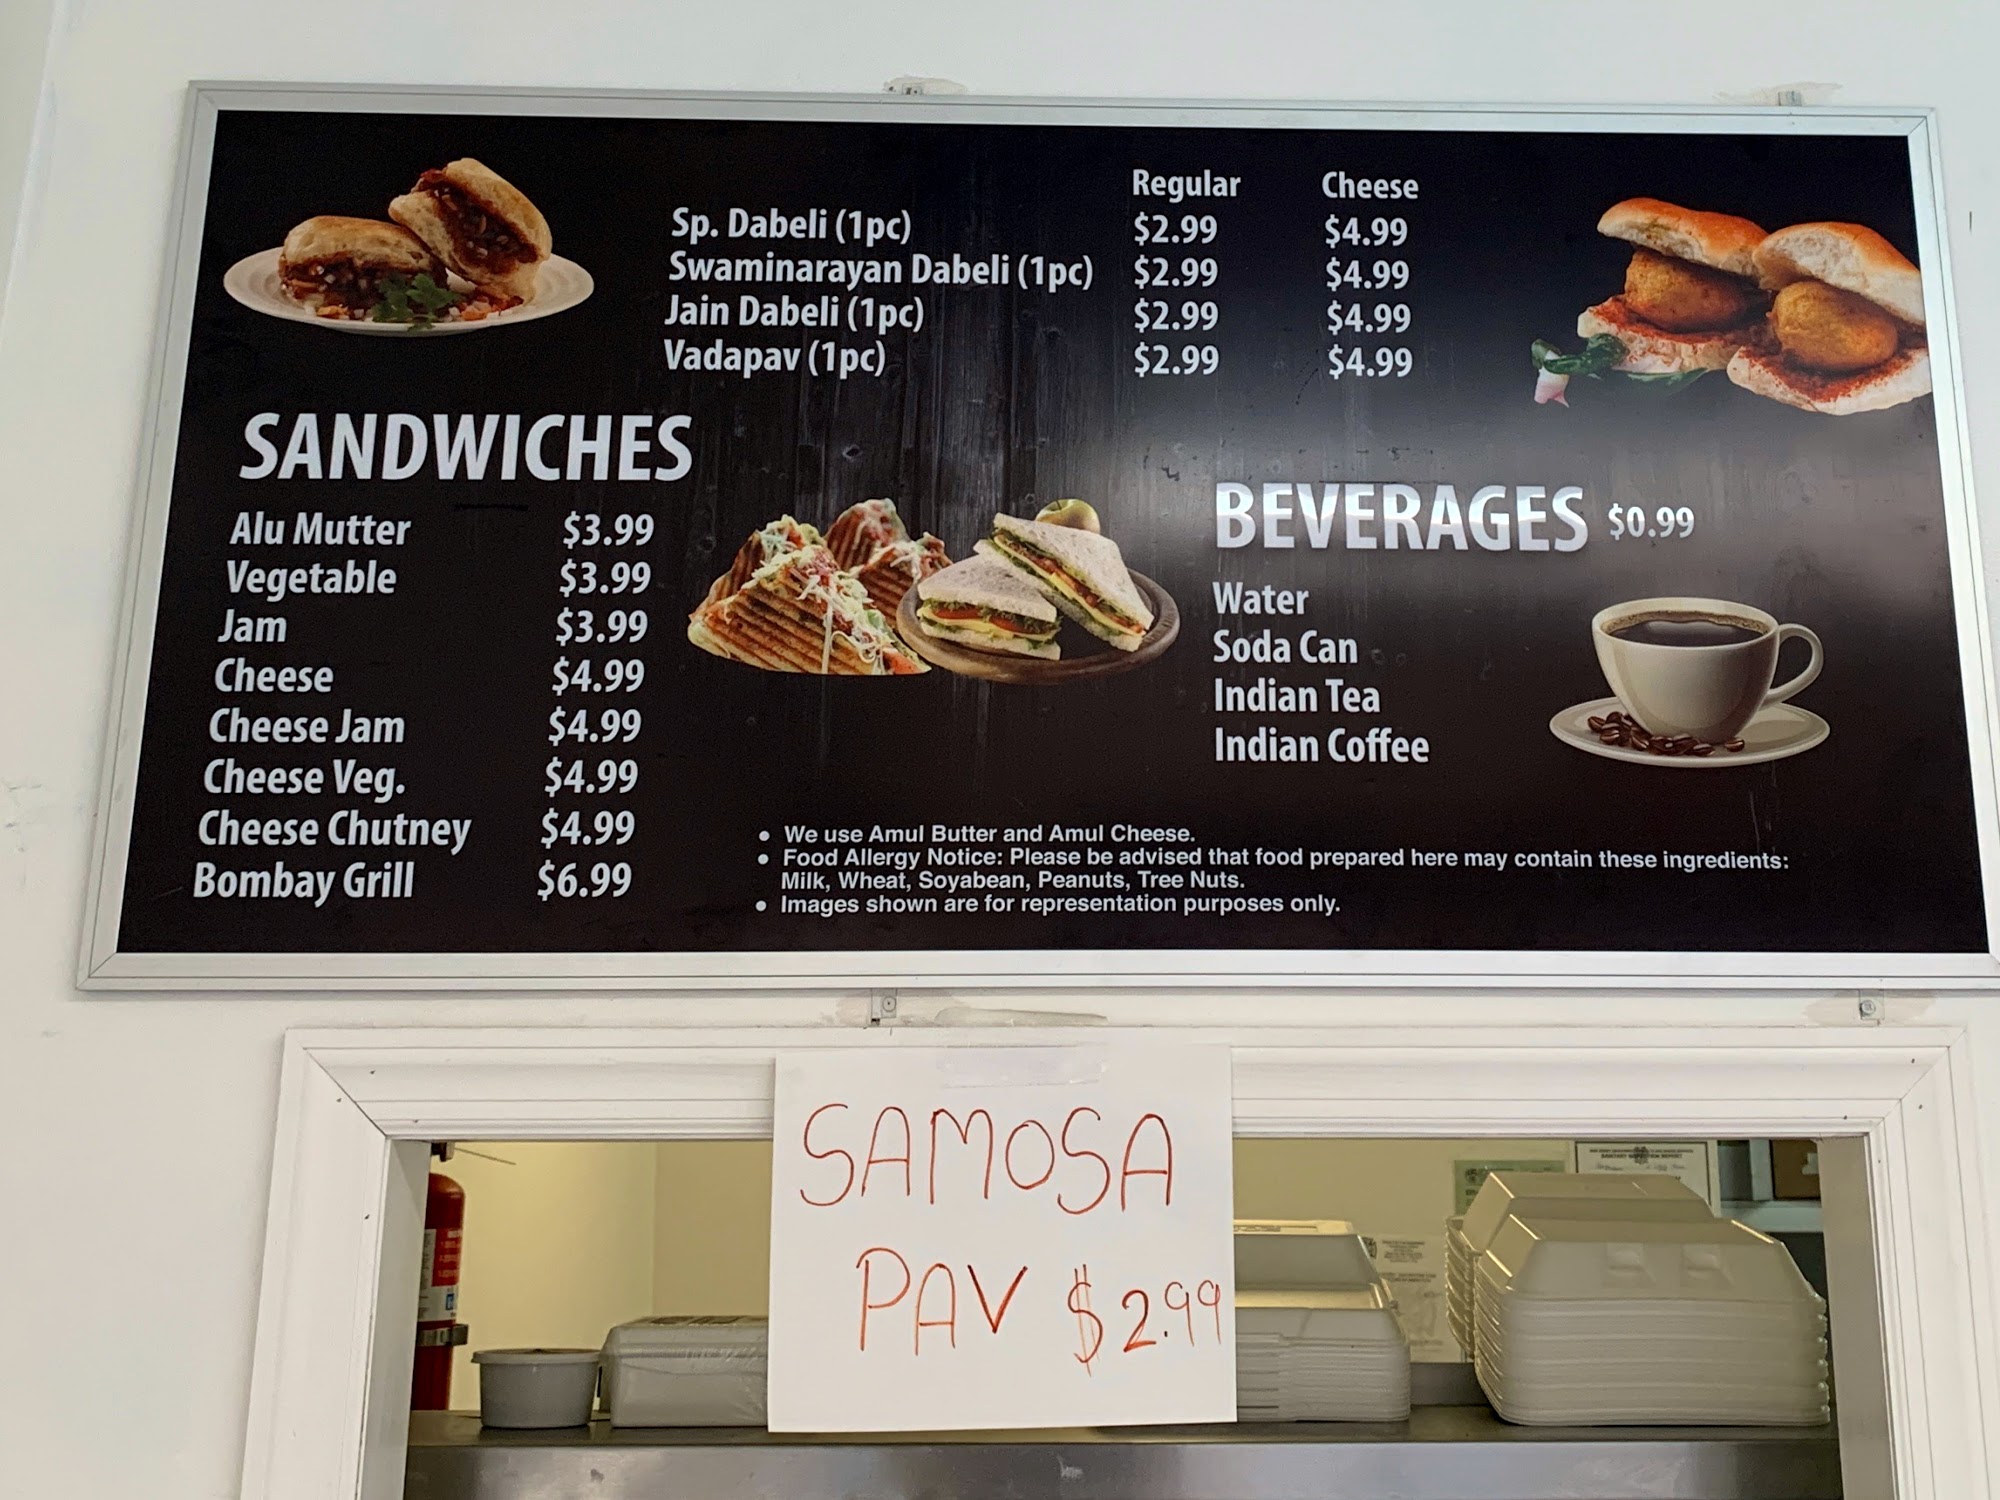 Regular Cheese
Sp. Dabeli (1pc) $2.99 $4.99
Swaminarayan Dabeli (1pc) $2.99 $4.99
Jain Dabeli (1pc) $2.99 $4.99
Vadapav (1pc) $2.99 $4.99
SANDWICHES
Alu Mutter $3.99
Vegetable $3.99
Jam $3.99
Cheese $4.99
Cheese Jam $4.99
Cheese Veg. $4.99
Cheese Chutney $4.99
Bombay Grill $6.99
BEVERAGES $0.99
Water
Soda Can
Indian Tea
Indian Coffee
• We use Amul Butter and Amul Cheese.
• Food Allergy Notice: Please be advised that food prepared here may contain these ingredients:
Milk, Wheat, Soyabean, Peanuts, Tree Nuts.
• Images shown are for representation purposes only.
SAMOSA
PAV $2.99